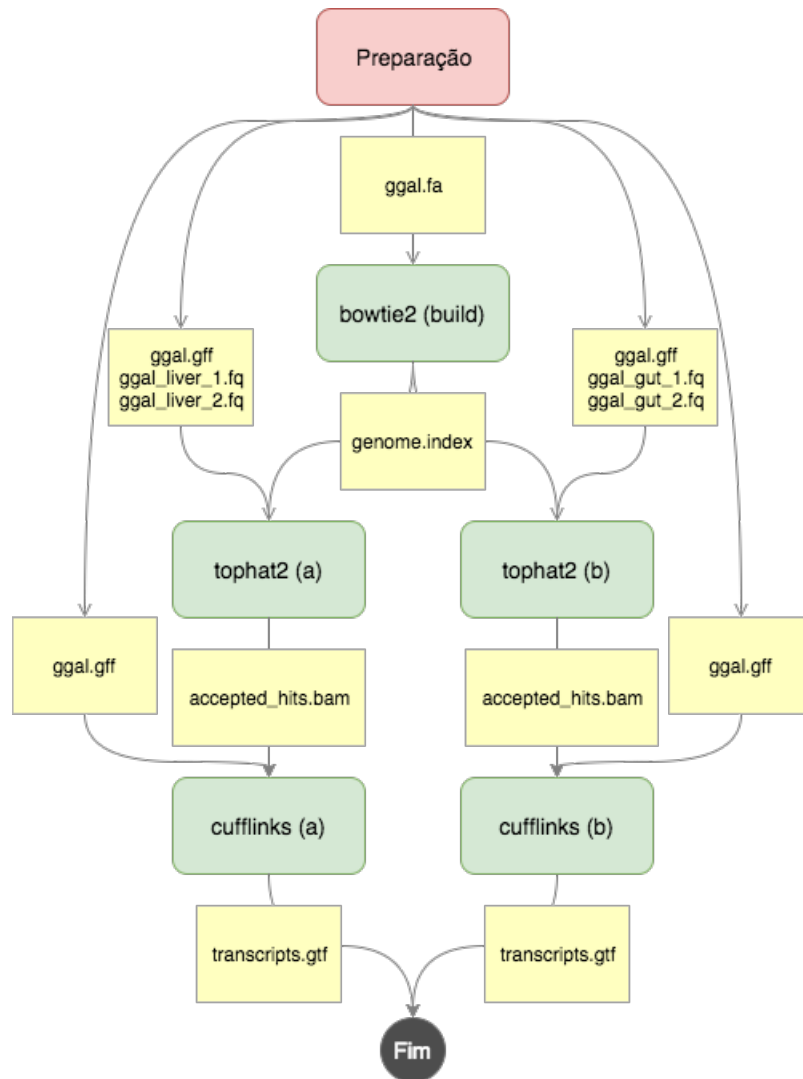 Preparação
ggal.fa
bowtie2 (build)
ggal.gff
ggal_liver_1.fq
ggal_liver_2.fq
ggal.gff
ggal_gut_1.fq
ggal_gut_2.fq
genome.index
tophat2 (a)
tophat2 (b)
ggal.gff
accepted_hits.bam
accepted_hits.bam
ggal.gff
cufflinks (a)
cufflinks (b)
transcripts.gtf
transcripts.gtf
Fim